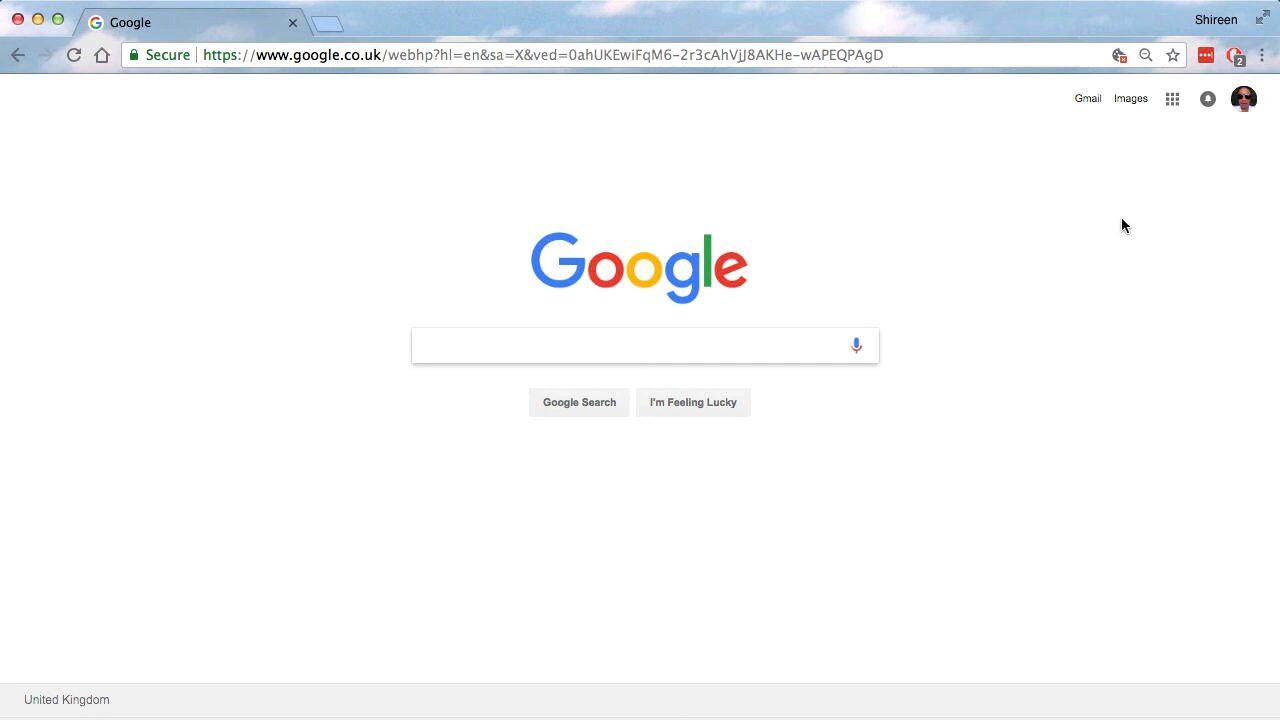 Google
Shireen
Secure
https://www.google.co.uk/webhp?hl=en&sa=X&ved=0ahUKEwiFqM6-2r3cAhVjJ8AKHe-wAPEQPAgD
2
Gmail Images
Google
Google Search I'm Feeling Lucky
United Kingdom